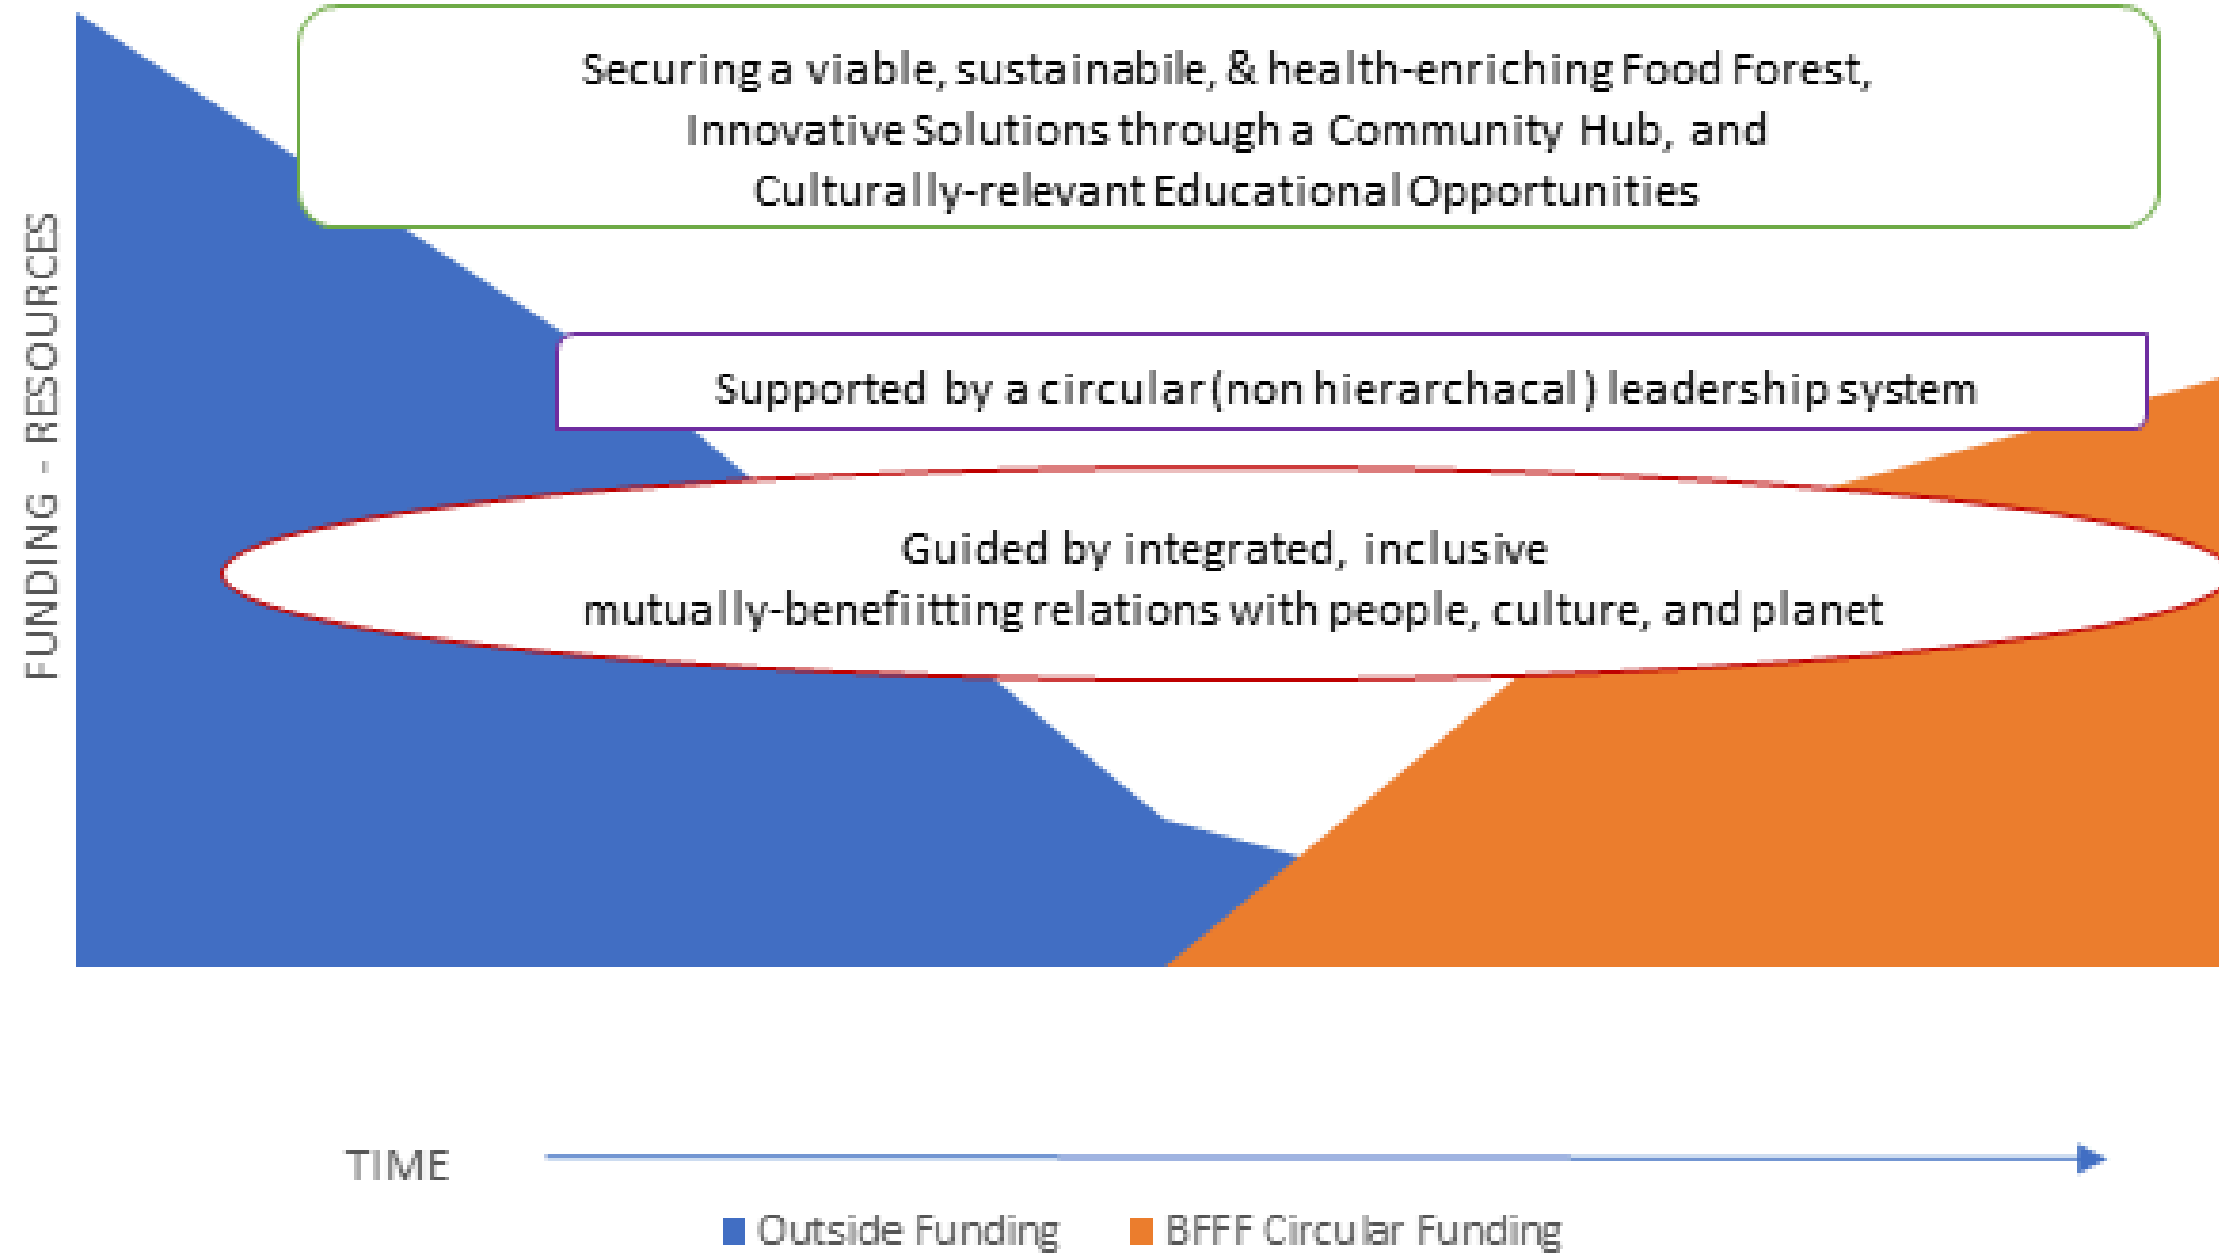 Securing a viable, sustainabile, & health-enriching Food Forest,
Innovative Solutions through a Community Hub, and
Culturally-relevant Educational Opportunities
FUNDING - RESOURCES
Supported by a circular (non hierarchacal) leadership system
Guided by integrated, inclusive
mutually-benefiitting relations with people, culture, and planet
TIME
Outside Funding
BFFF Circular Funding